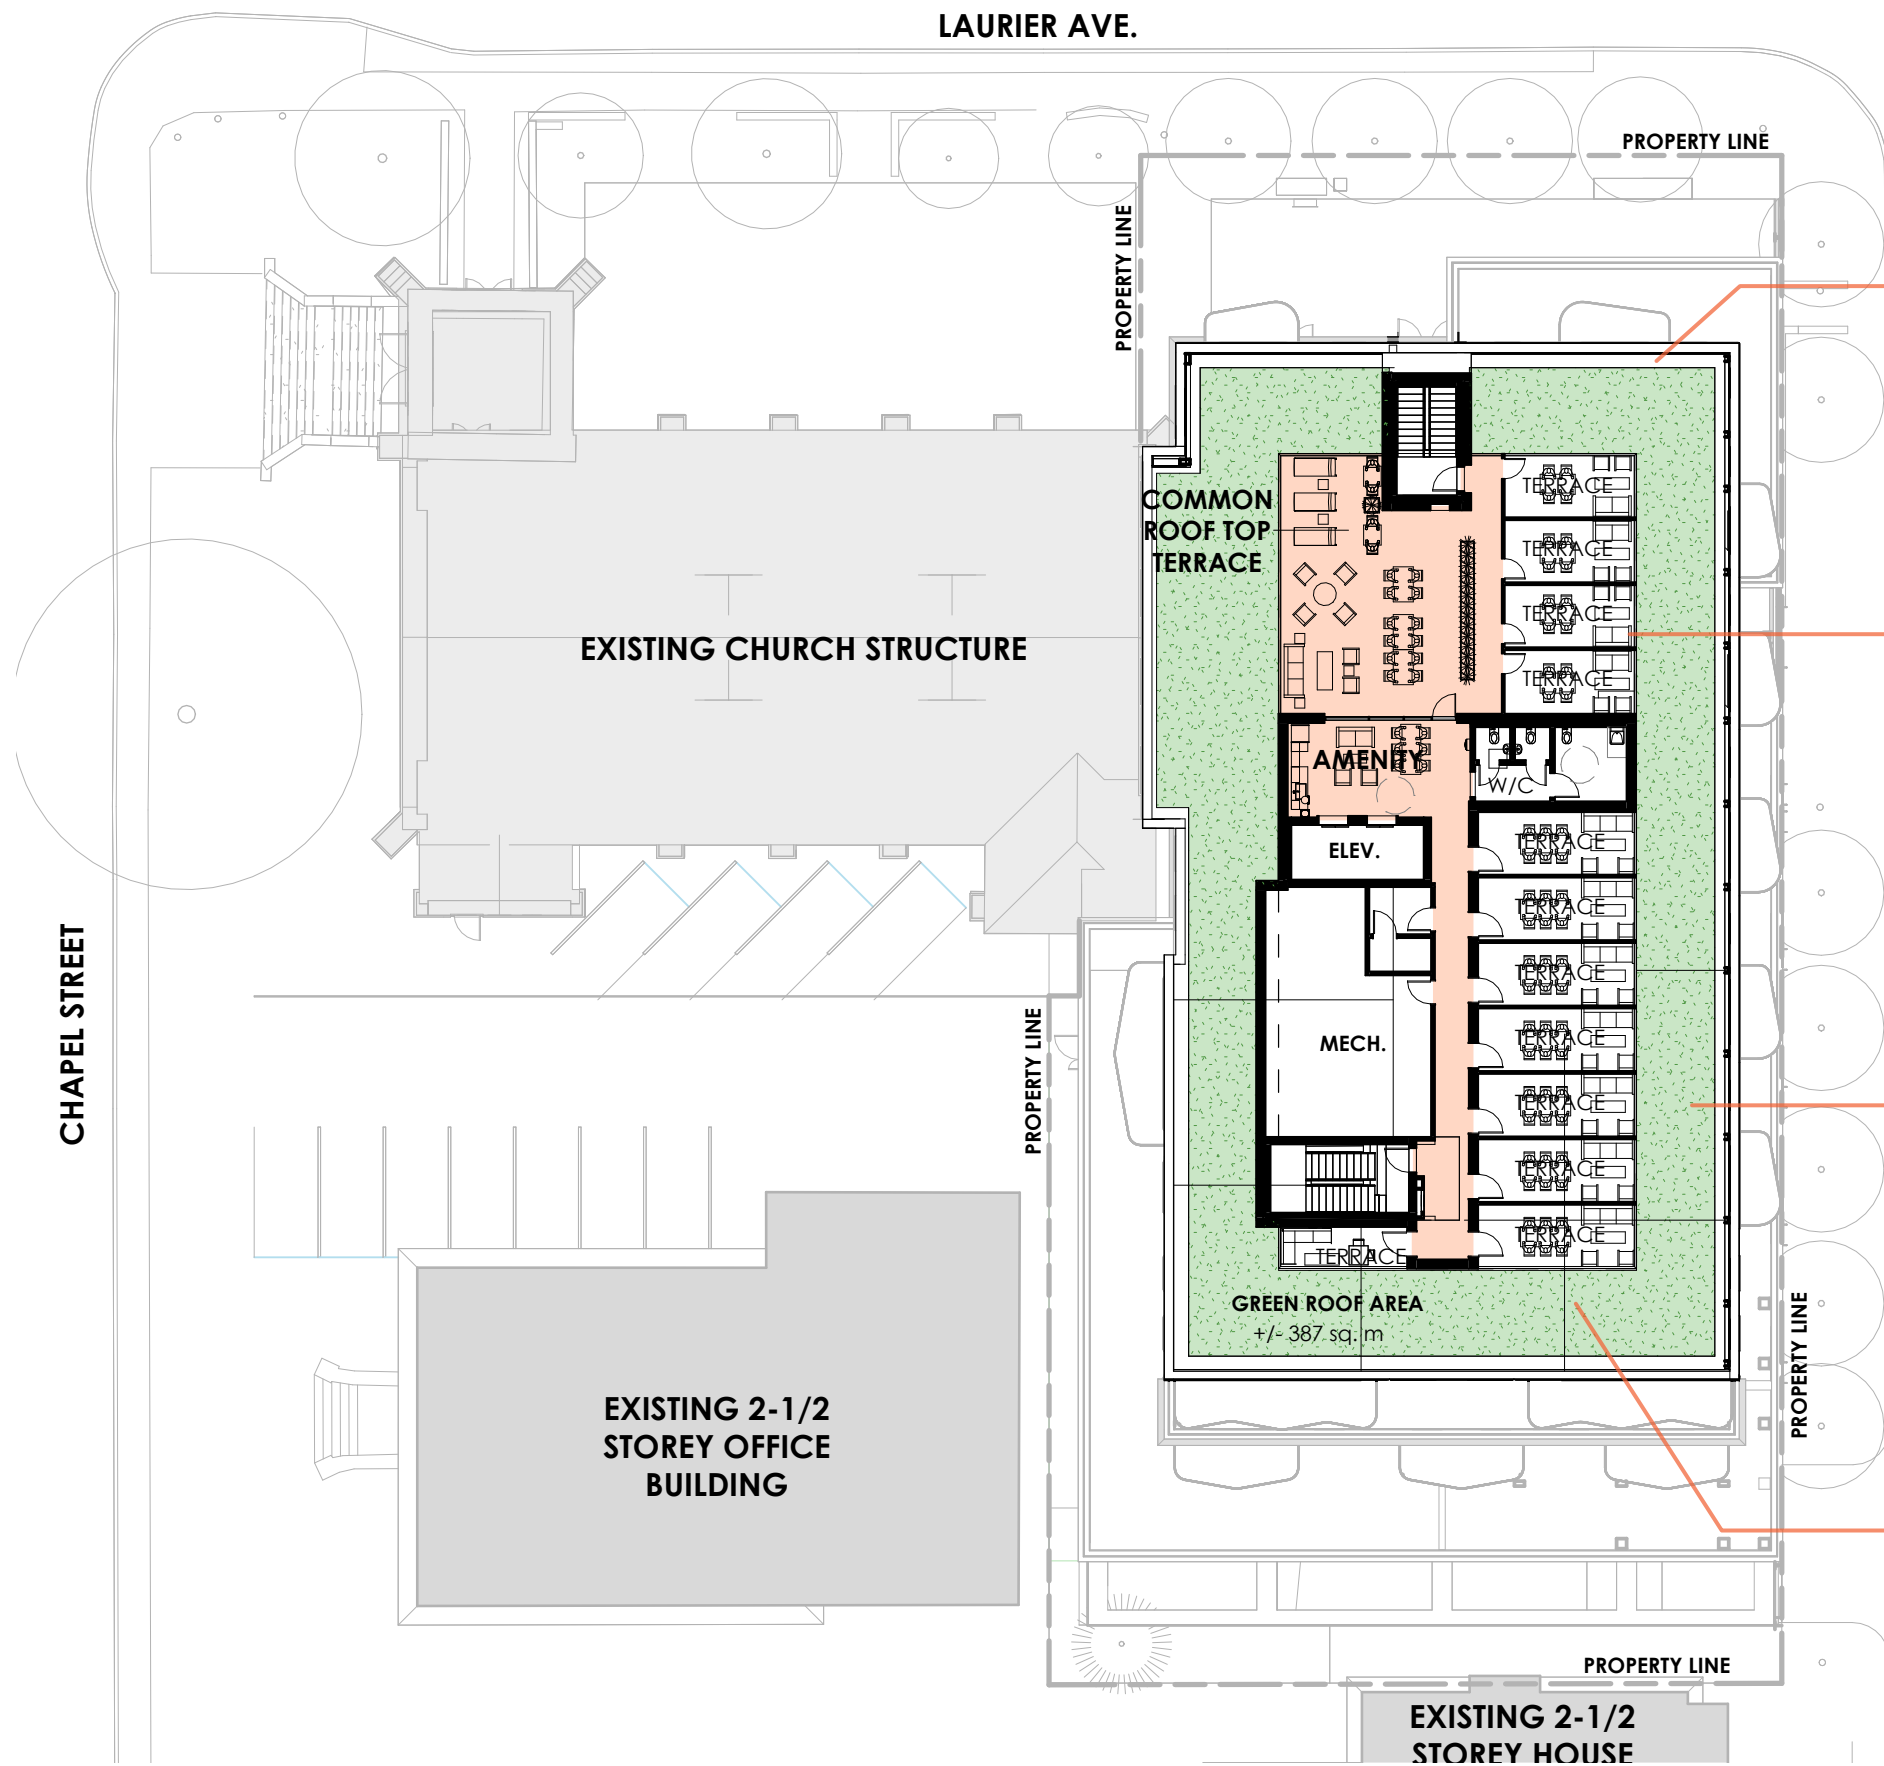 LAURIER AVE.
PROPERTY LINE
PROPERTY LINE
COMMON
ROOF TOP
TERRACE
TERRACE
TERRACE
TERRACE
TERRACE
EXISTING CHURCH STRUCTURE
AMENITY
W/C
ELEV.
TERRACE
TERRACE
TERRACE
MECH.
TERRACE
TERRACE
TERRACE
TERRACE
TERRACE
CHAPEL STREET
PROPERTY LINE
GREEN ROOF AREA
+/- 387 sq. m
PROPERTY LINE
EXISTING 2-1/2
STOREY OFFICE
BUILDING
PROPERTY LINE
EXISTING 2-1/2
STOREY HOUSE